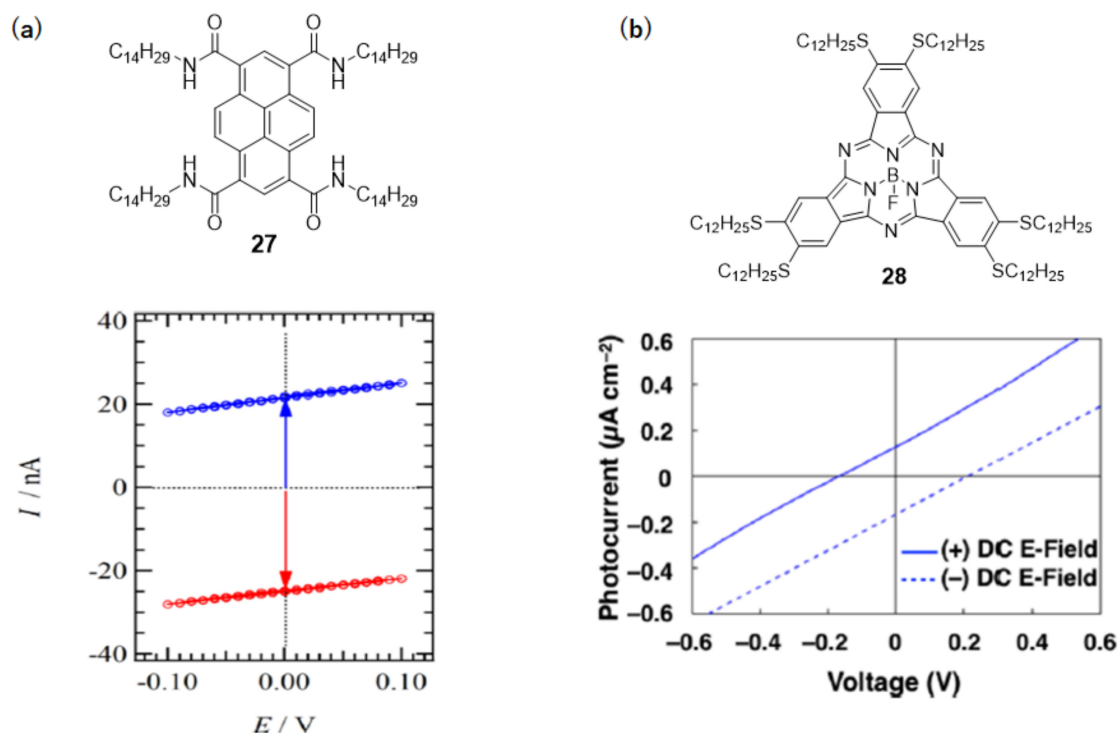 (a)
O O
C14H29 N H N H C14H29
H N H N
C14H29 O O C14H29
27
40
20
0
-20
-40
I / nA
-0.10 0.00 0.10
E / V
(b)
C12H25S SC12H25
N N N
B
N F N
C12H25S N SC12H25
C12H25S SC12H25
28
Photocurrent (µA cm⁻²)
0.6
0.4
0.2
0
−0.2
−0.4
−0.6
(+) DC E-Field
(−) DC E-Field
−0.6 −0.4 −0.2 0 0.2 0.4 0.6
Voltage (V)